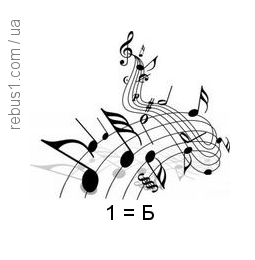 rebus1.com/ua
1 = Б